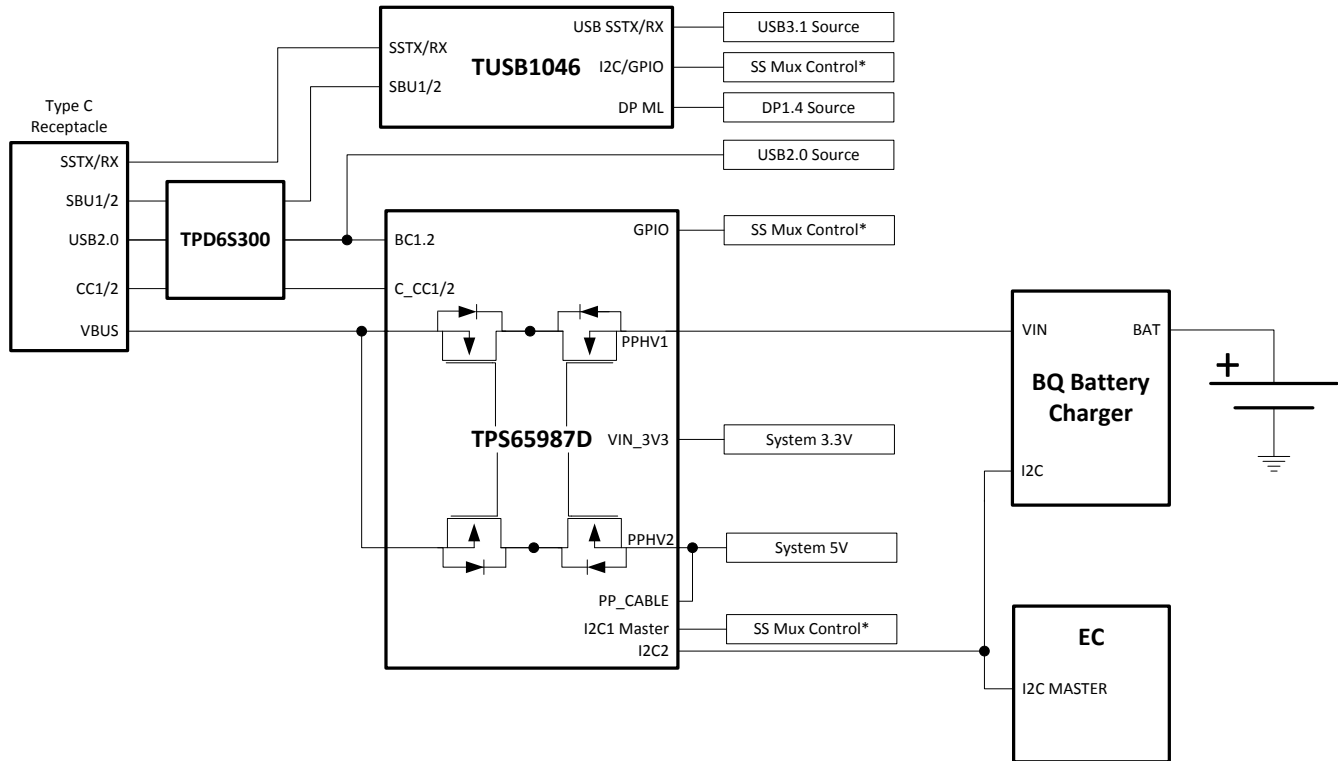 USB SSTX/RX
USB3.1 Source
SSTX/RX
TUSB1046
I2C/GPIO
SS Mux Control*
SBU1/2
DP ML
DP1.4 Source
Type C
Receptacle
USB2.0 Source
SSTX/RX
SBU1/2
USB2.0
TPD6S300
BC1.2
GPIO
SS Mux Control*
CC1/2
C_CC1/2
VBUS
PPHV1
VIN
BAT
BQ Battery
Charger
+
TPS65987D
VIN_3V3
System 3.3V
I2C
PPHV2
System 5V
PP_CABLE
I2C1 Master
SS Mux Control*
I2C2
EC
I2C MASTER